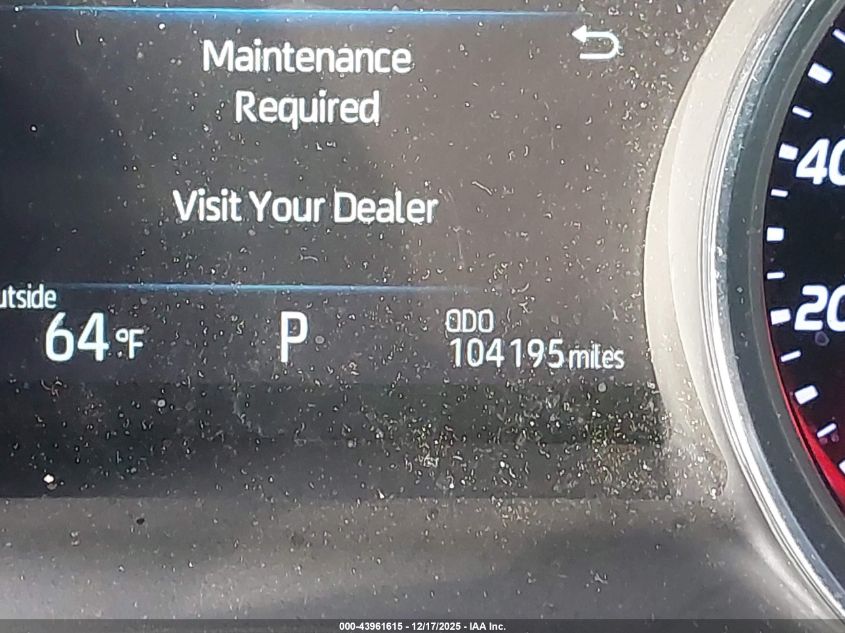 Maintenance
Required
Visit Your Dealer
utside
64 °F
P
ODO
104195 miles
40
20
000-43961615 - 12/17/2025 - IAA Inc.